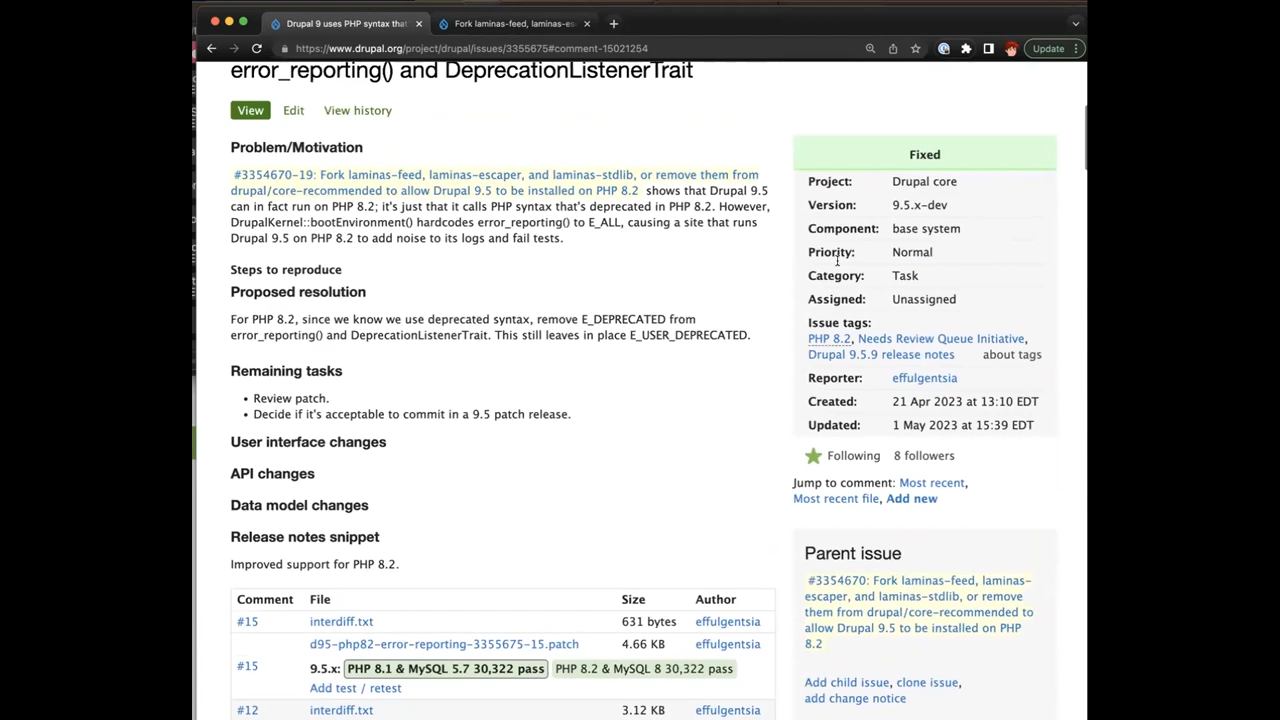 Drupal 9 uses PHP syntax that
Fork laminas-feed, laminas-es
https://www.drupal.org/project/drupal/issues/3355675#comment-15021254
Update
error_reporting() and DeprecationListenerTrait
View
Edit
View history
Problem/Motivation
#3354670-19: Fork laminas-feed, laminas-escaper, and laminas-stdlib, or remove them from
drupal/core-recommended to allow Drupal 9.5 to be installed on PHP 8.2 shows that Drupal 9.5
can in fact run on PHP 8.2; it's just that it calls PHP syntax that's deprecated in PHP 8.2. However,
DrupalKernel::bootEnvironment() hardcodes error_reporting() to E_ALL, causing a site that runs
Drupal 9.5 on PHP 8.2 to add noise to its logs and fail tests.
Steps to reproduce
Proposed resolution
For PHP 8.2, since we know we use deprecated syntax, remove E_DEPRECATED from
error_reporting() and DeprecationListenerTrait. This still leaves in place E_USER_DEPRECATED.
Remaining tasks
• Review patch.
• Decide if it's acceptable to commit in a 9.5 patch release.
User interface changes
API changes
Data model changes
Release notes snippet
Improved support for PHP 8.2.
Comment File Size Author
#15 interdiff.txt 631 bytes effulgentsia
d95-php82-error-reporting-3355675-15.patch 4.66 KB effulgentsia
#15 9.5.x: PHP 8.1 & MySQL 5.7 30,322 pass PHP 8.2 & MySQL 8 30,322 pass
Add test / retest
#12 interdiff.txt 3.12 KB effulgentsia
Fixed
Project: Drupal core
Version: 9.5.x-dev
Component: base system
Priority: Normal
Category: Task
Assigned: Unassigned
Issue tags:
PHP 8.2, Needs Review Queue Initiative,
Drupal 9.5.9 release notes about tags
Reporter: effulgentsia
Created: 21 Apr 2023 at 13:10 EDT
Updated: 1 May 2023 at 15:39 EDT
Following 8 followers
Jump to comment: Most recent,
Most recent file, Add new
Parent issue
#3354670: Fork laminas-feed, laminas-
escaper, and laminas-stdlib, or remove
them from drupal/core-recommended to
allow Drupal 9.5 to be installed on PHP
8.2
Add child issue, clone issue,
add change notice